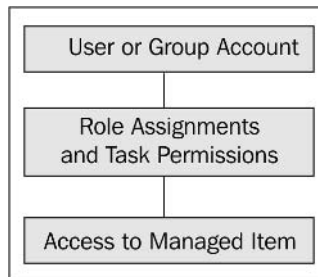 User or Group Account
Role Assignments
and Task Permissions
Access to Managed Item